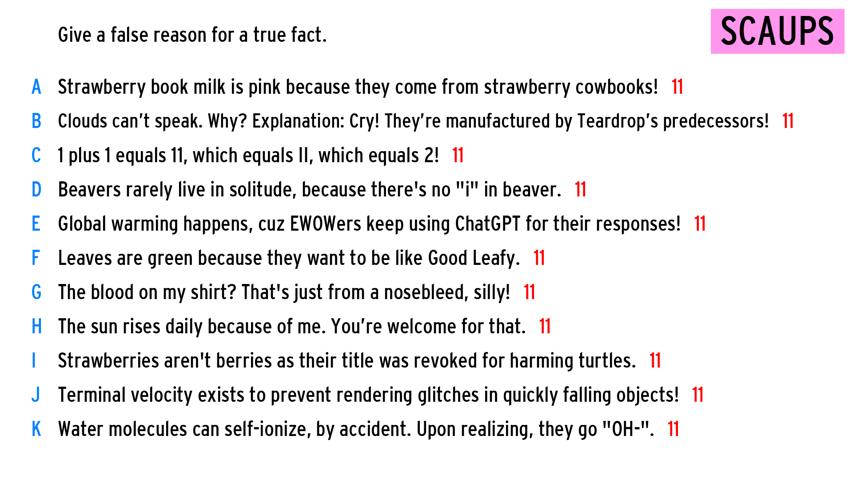 Give a false reason for a true fact.
SCAUPS
A Strawberry book milk is pink because they come from strawberry cowbooks! 11
B Clouds can't speak. Why? Explanation: Cry! They're manufactured by Teardrop's predecessors! 11
C 1 plus 1 equals 11, which equals II, which equals 2! 11
D Beavers rarely live in solitude, because there's no "i" in beaver. 11
E Global warming happens, cuz EWOWers keep using ChatGPT for their responses! 11
F Leaves are green because they want to be like Good Leafy. 11
G The blood on my shirt? That's just from a nosebleed, silly! 11
H The sun rises daily because of me. You're welcome for that. 11
I Strawberries aren't berries as their title was revoked for harming turtles. 11
J Terminal velocity exists to prevent rendering glitches in quickly falling objects! 11
K Water molecules can self-ionize, by accident. Upon realizing, they go "OH-". 11